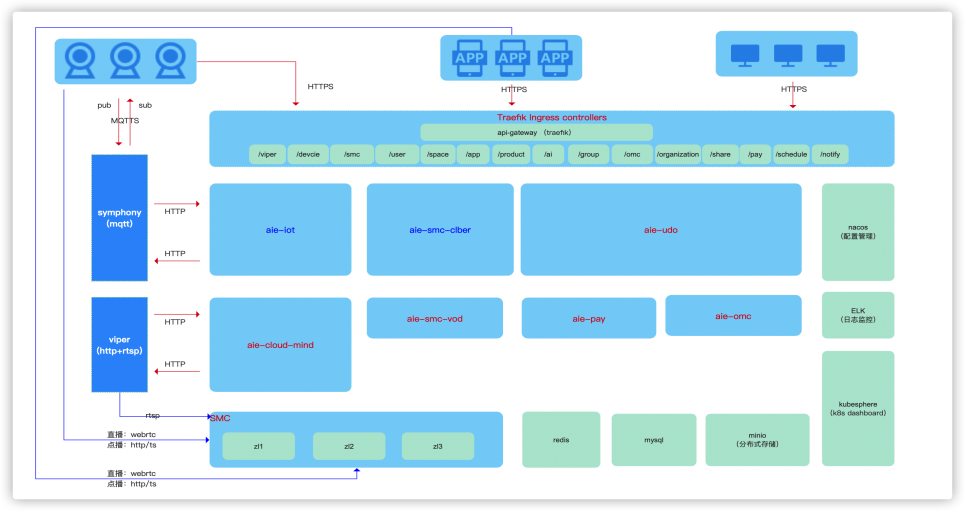 APP APP APP
HTTPS
HTTPS
HTTPS
pub
sub
MQTTS
Traefik Ingress controllers
api-gateway （traefik）
/viper
/devcie
/smc
/user
/space
/app
/product
/ai
/group
/omc
/organization
/share
/pay
/schedule
/notify
symphony
(mqtt)
HTTP
HTTP
aie-iot
aie-smc-clber
aie-udo
nacos
（配置管理）
viper
(http+rtsp)
HTTP
HTTP
aie-cloud-mind
aie-smc-vod
aie-pay
aie-omc
ELK
（日志监控）
kubesphere
（k8s dashboard）
rtsp
SMC
zl1
zl2
zl3
redis
mysql
minio
（分布式存储）
直播：webrtc
点播：http/ts
直播：webrtc
点播：http/ts